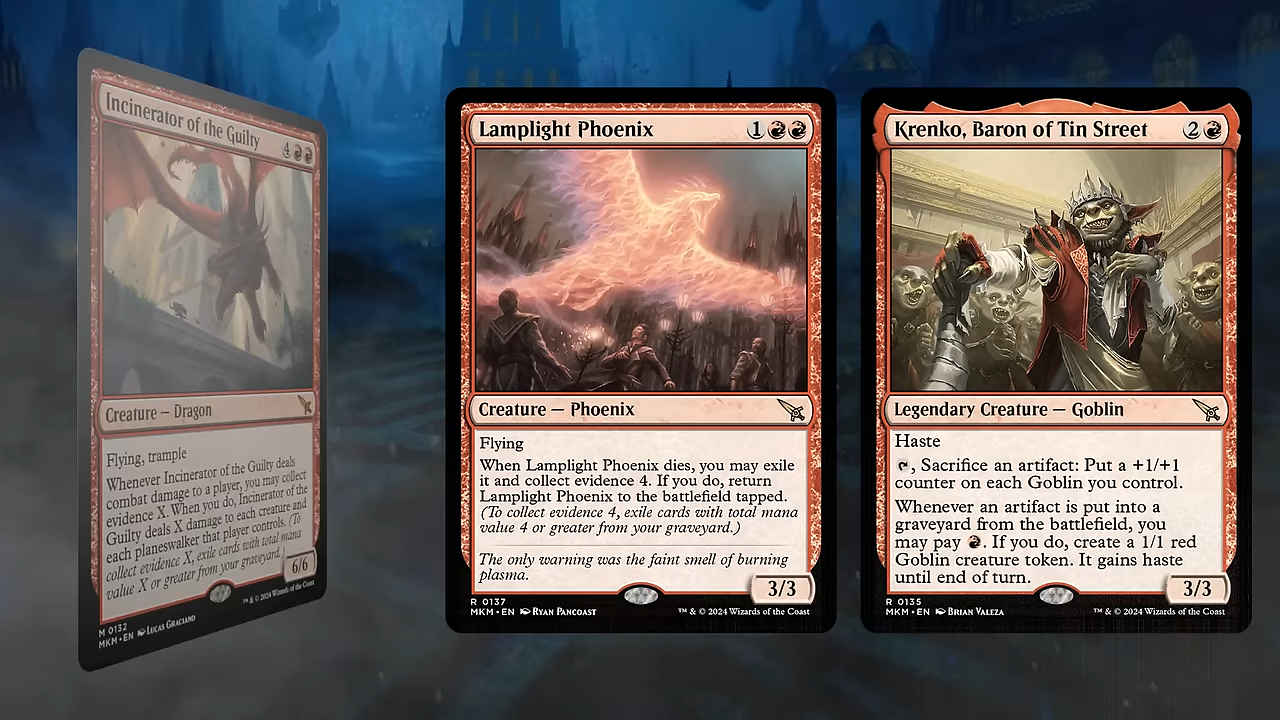 Incinerator of the Guilty
4
Creature — Dragon
Flying, trample
Whenever Incinerator of the Guilty deals
combat damage to a player, you may collect
evidence X. When you do, Incinerator of the
Guilty deals X damage to each creature and
each planeswalker that player controls. (To
collect evidence X, exile cards with total mana
value X or greater from your graveyard.)
6/6
M 0132
MKM • EN Lucas Graciano
™ & © 2024 Wizards of the Coast
Lamplight Phoenix
1
Creature — Phoenix
Flying
When Lamplight Phoenix dies, you may exile
it and collect evidence 4. If you do, return
Lamplight Phoenix to the battlefield tapped.
(To collect evidence 4, exile cards with total mana
value 4 or greater from your graveyard.)
The only warning was the faint smell of burning
plasma.
3/3
R 0137
MKM • EN Ryan Pancoast
™ & © 2024 Wizards of the Coast
Krenko, Baron of Tin Street
2
Legendary Creature — Goblin
Haste
, Sacrifice an artifact: Put a +1/+1
counter on each Goblin you control.
Whenever an artifact is put into a
graveyard from the battlefield, you
may pay . If you do, create a 1/1 red
Goblin creature token. It gains haste
until end of turn.
3/3
R 0135
MKM • EN Brian Valeza
™ & © 2024 Wizards of the Coast